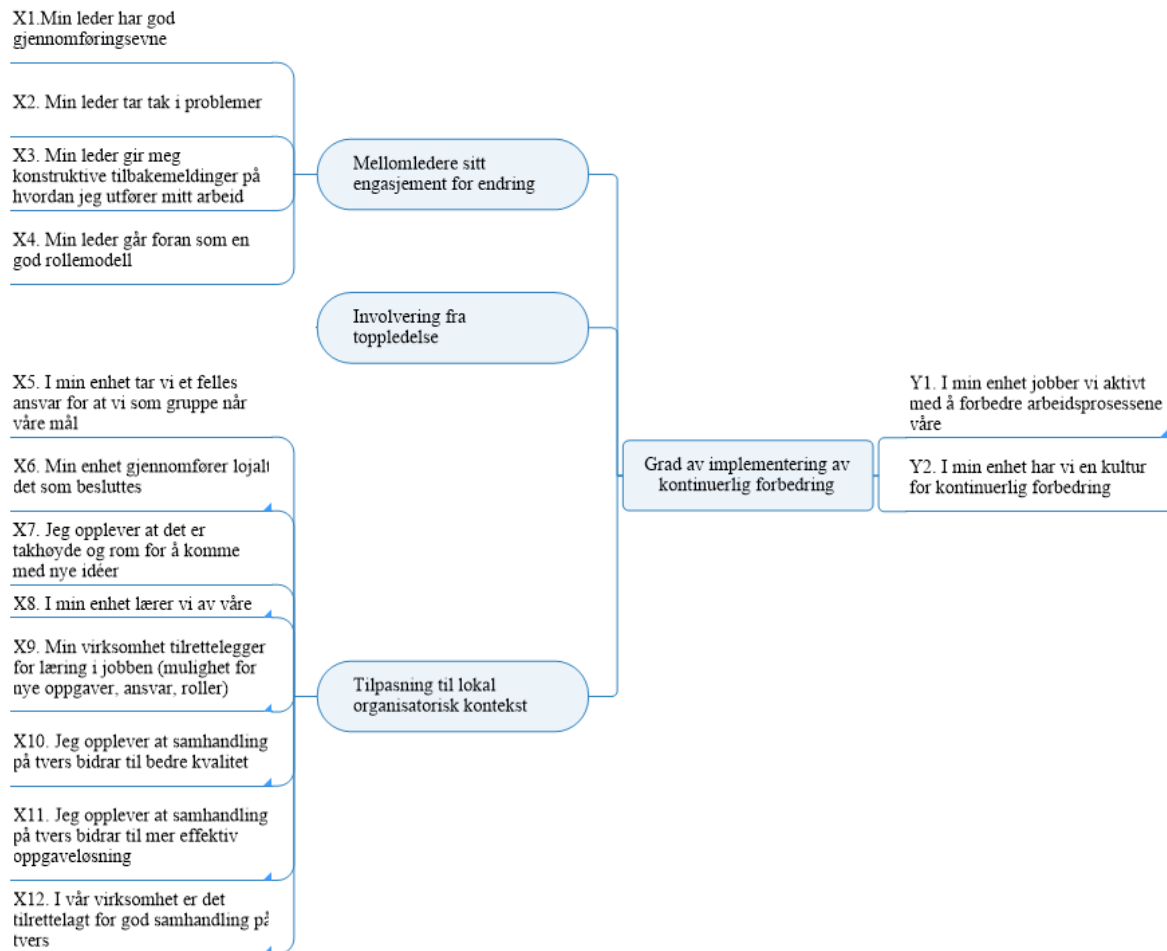 X1.Min leder har god
gjennomføringsevne
X2. Min leder tar tak i problemer
X3. Min leder gir meg
konstruktive tilbakemeldinger på
hvordan jeg utfører mitt arbeid
X4. Min leder går foran som en
god rollemodell
Mellomledere sitt
engasjement for endring
Involvering fra
toppledelse
X5. I min enhet tar vi et felles
ansvar for at vi som gruppe når
våre mål
X6. Min enhet gjennomfører lojalt
det som besluttes
X7. Jeg opplever at det er
takhøyde og rom for å komme
med nye idéer
X8. I min enhet lærer vi av våre
X9. Min virksomhet tilrettelegger
for læring i jobben (mulighet for
nye oppgaver, ansvar, roller)
X10. Jeg opplever at samhandling
på tvers bidrar til bedre kvalitet
X11. Jeg opplever at samhandling
på tvers bidrar til mer effektiv
oppgaveløsning
X12. I vår virksomhet er det
tilrettelagt for god samhandling på
tvers
Tilpasning til lokal
organisatorisk kontekst
Grad av implementering av
kontinuerlig forbedring
Y1. I min enhet jobber vi aktivt
med å forbedre arbeidsprosessene
våre
Y2. I min enhet har vi en kultur
for kontinuerlig forbedring